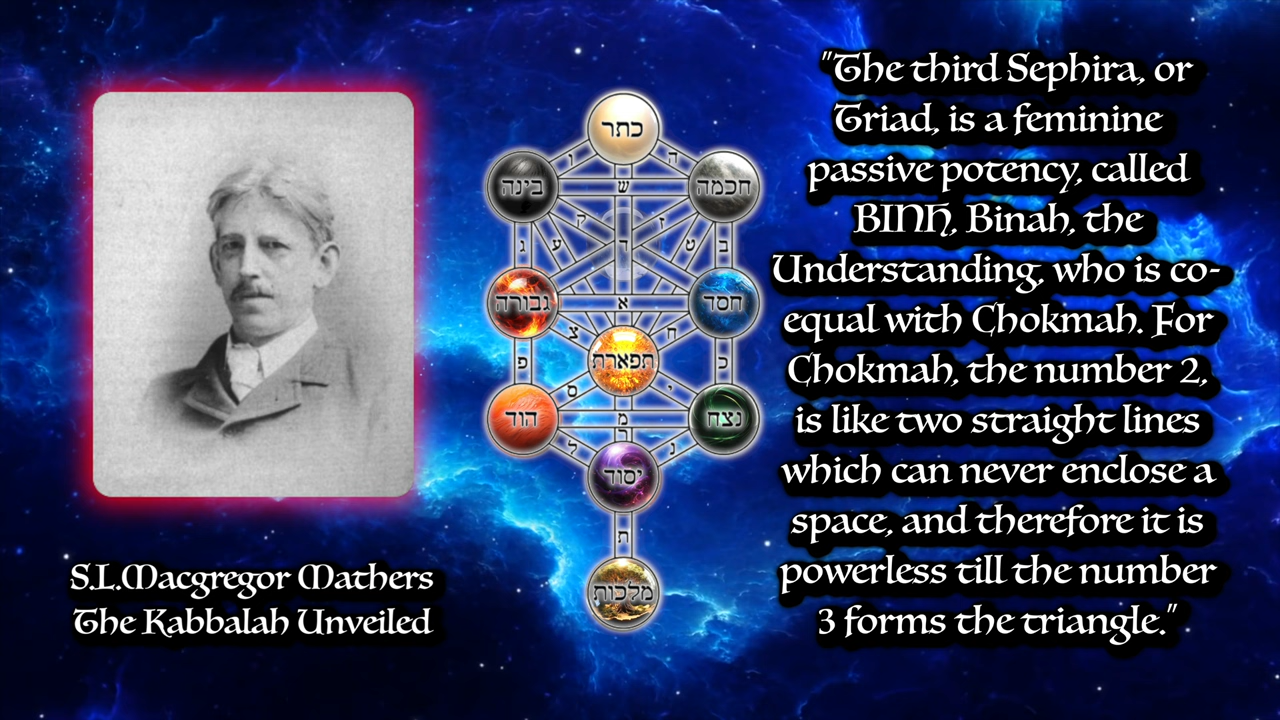 S.L.Macgregor Mathers
The Kabbalah Unveiled
כתר
ו
ה
בינה
ש
חכמה
ק
ז
ג
ע
ד
ט
ב
גבורה
א
חסד
צ
ח
תפארת
פ
כ
ס
י
הוד
מ
ר
נצח
ל
נ
יסוד
ת
מלכות
"The third Sephira, or
Triad, is a feminine
passive potency, called
BINH, Binah, the
Understanding, who is co-
equal with Chokmah. For
Chokmah, the number 2,
is like two straight lines
which can never enclose a
space, and therefore it is
powerless till the number
3 forms the triangle."